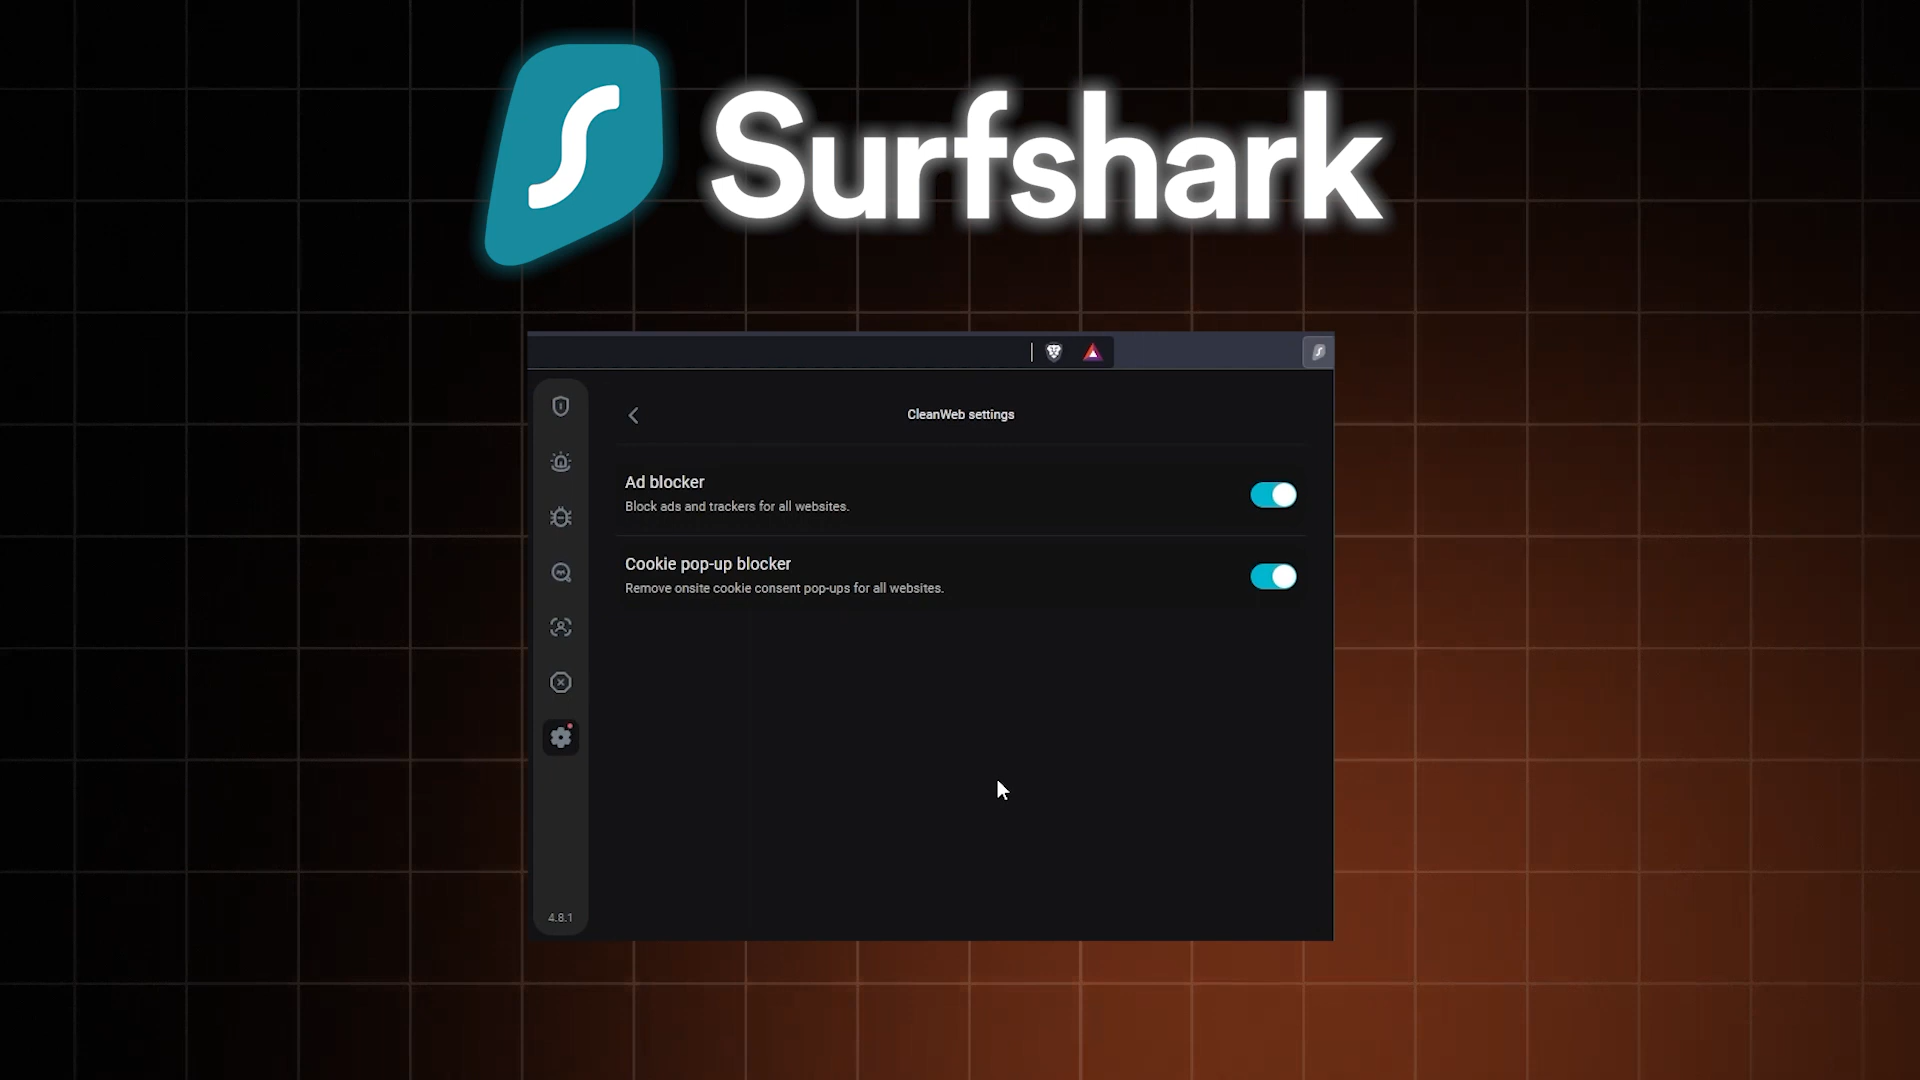 Surfshark
CleanWeb settings
Ad blocker
Block ads and trackers for all websites.
Cookie pop-up blocker
Remove onsite cookie consent pop-ups for all websites.
4.8.1